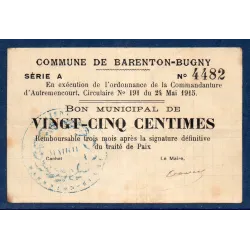 COMMUNE DE BARENTON-BUGNY
SÉRIE A No 4482
En exécution de l'ordonnance de la Commandanture
d'Autremencourt, Circulaire No 191 du 24 Mai 1915.
BON MUNICIPAL DE
VINGT-CINQ CENTIMES
Remboursable trois mois après la signature définitive
du traité de Paix
Cachet Le Maire,
MAIRIE